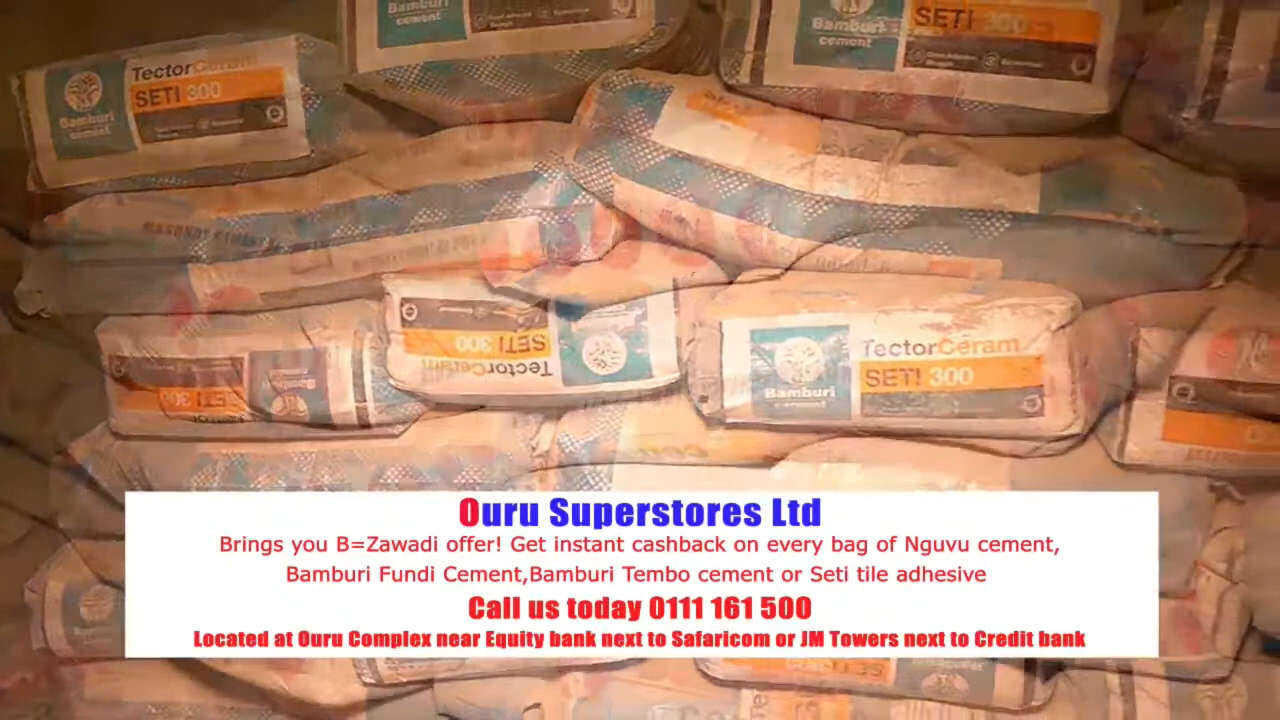 Bamburi
cement
Bamburi
cement
SETI 300
TectorCeram
SETI 300
Bamburi
cement
SETI 300
TectorCeram
TectorCeram
SETI 300
Bamburi
cement
SETI 300
Bamburi
Ouru Superstores Ltd
Brings you B=Zawadi offer! Get instant cashback on every bag of Nguvu cement,
Bamburi Fundi Cement,Bamburi Tembo cement or Seti tile adhesive
Call us today 0111 161 500
Located at Ouru Complex near Equity bank next to Safaricom or JM Towers next to Credit bank